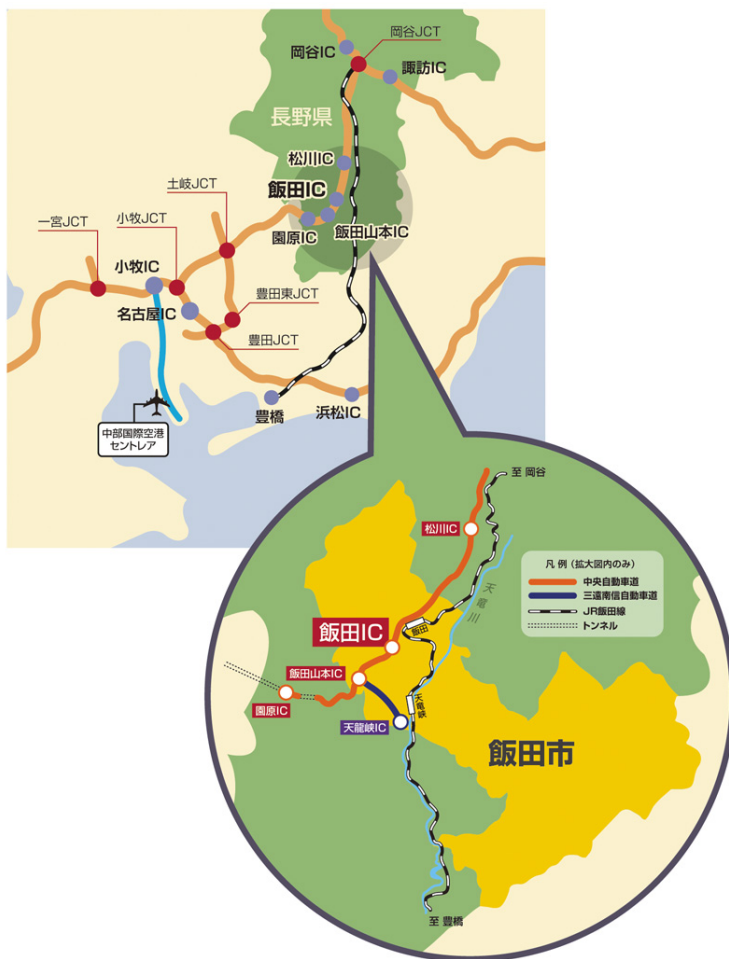 岡谷JCT
岡谷IC
諏訪IC
長野県
松川IC
土岐JCT
飯田IC
一宮JCT
小牧JCT
園原IC
飯田山本IC
小牧IC
豊田東JCT
名古屋IC
豊田JCT
豊橋
浜松IC
中部国際空港
セントレア
至 岡谷
松川IC
凡 例（拡大図内のみ）
中央自動車道
三遠南信自動車道
JR飯田線
トンネル
天竜川
飯田IC
飯田
飯田山本IC
園原IC
天竜峡
天龍峡IC
飯田市
至 豊橋